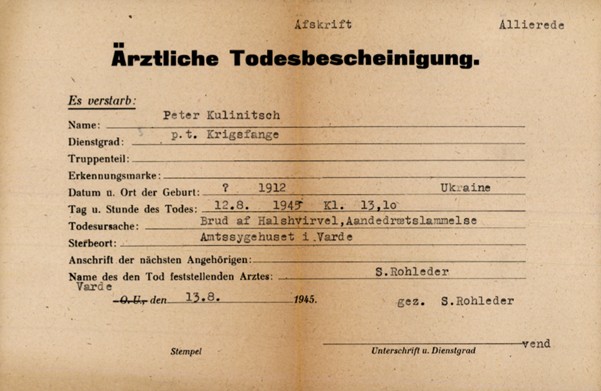 Afskrift Allierede
Ärztliche Todesbescheinigung.
Es verstarb:
Name: Peter Kulinitsch
Dienstgrad: p.t. Krigsfange
Truppenteil:
Erkennungsmarke:
Datum u. Ort der Geburt: ? 1912 Ukraine
Tag u. Stunde des Todes: 12.8. 1945 Kl. 13,10
Todesursache: Brud af Halshvirvel,Aandedrætslammelse
Sterbeort: Amtssygehuset i Varde
Anschrift der nächsten Angehörigen:
Name des den Tod feststellenden Arztes: S.Rohleder
Varde
O.U., den 13.8. 1945. gez. S.Rohleder
vend
Stempel Unterschrift u. Dienstgrad